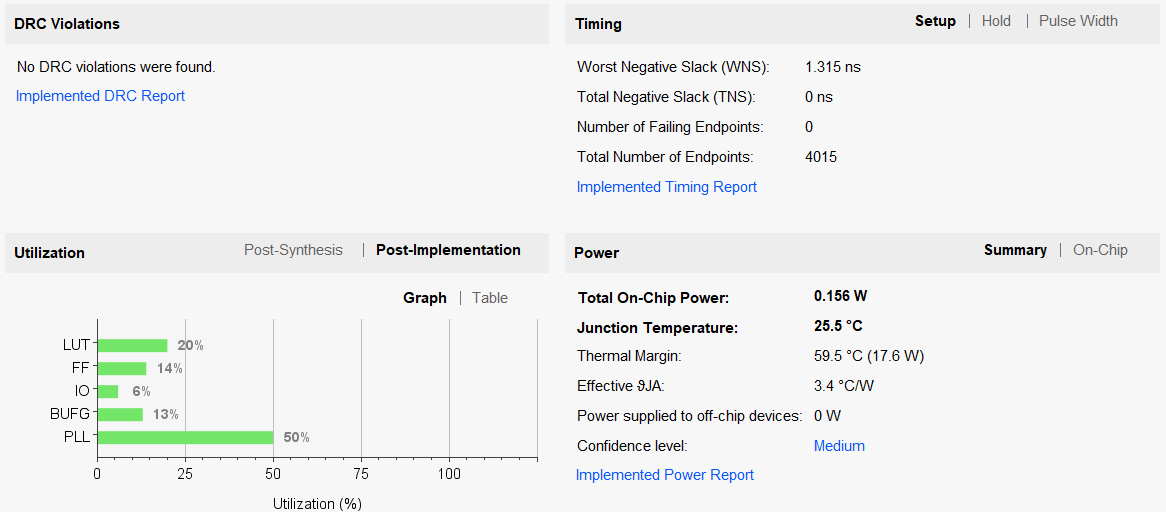 DRC Violations
No DRC violations were found.
Implemented DRC Report
Timing
Setup | Hold | Pulse Width
Worst Negative Slack (WNS): 1.315 ns
Total Negative Slack (TNS): 0 ns
Number of Failing Endpoints: 0
Total Number of Endpoints: 4015
Implemented Timing Report
Utilization
Post-Synthesis | Post-Implementation
Graph | Table
LUT 20%
FF 14%
IO 6%
BUFG 13%
PLL 50%
0 25 50 75 100
Utilization (%)
Power
Summary | On-Chip
Total On-Chip Power: 0.156 W
Junction Temperature: 25.5 °C
Thermal Margin: 59.5 °C (17.6 W)
Effective ϑJA: 3.4 °C/W
Power supplied to off-chip devices: 0 W
Confidence level: Medium
Implemented Power Report